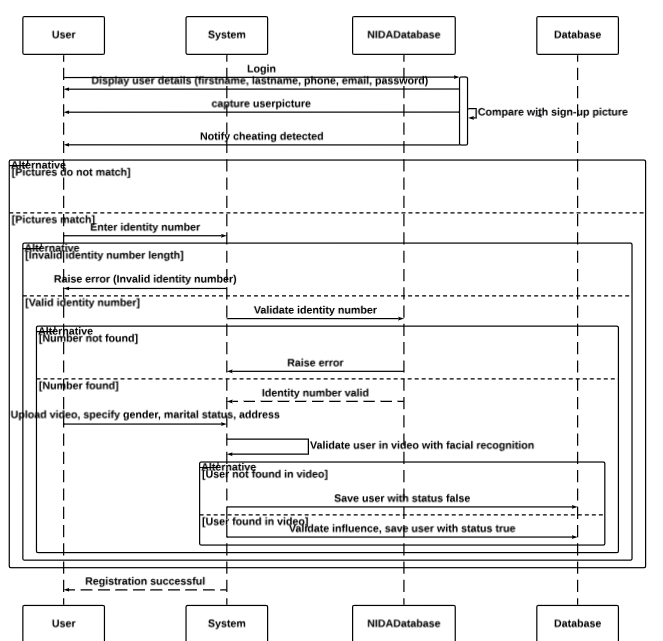 User System NIDADatabase Database
Login
Display user details (firstname, lastname, phone, email, password)
capture userpicture
Compare with sign-up picture
Notify cheating detected
Alternative
[Pictures do not match]
[Pictures match]
Enter identity number
Alternative
[Invalid identity number length]
Raise error (Invalid identity number)
[Valid identity number]
Validate identity number
Alternative
[Number not found]
Raise error
[Number found]
Identity number valid
Upload video, specify gender, marital status, address
Validate user in video with facial recognition
Alternative
[User not found in video]
Save user with status false
[User found in video]
Validate influence, save user with status true
Registration successful
User System NIDADatabase Database